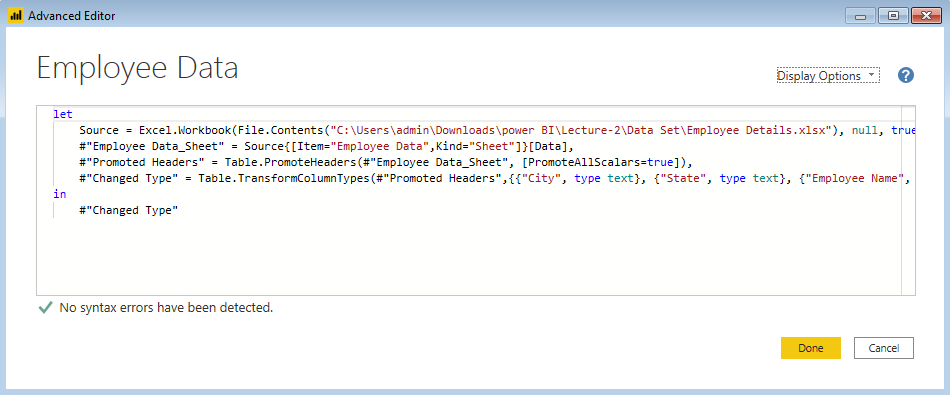 Advanced Editor
Employee Data
Display Options
?
let
Source = Excel.Workbook(File.Contents("C:\Users\admin\Downloads\power BI\Lecture-2\Data Set\Employee Details.xlsx"), null, true
#"Employee Data_Sheet" = Source{[Item="Employee Data",Kind="Sheet"]}[Data],
#"Promoted Headers" = Table.PromoteHeaders(#"Employee Data_Sheet", [PromoteAllScalars=true]),
#"Changed Type" = Table.TransformColumnTypes(#"Promoted Headers",{{"City", type text}, {"State", type text}, {"Employee Name",
in
#"Changed Type"
No syntax errors have been detected.
Done Cancel